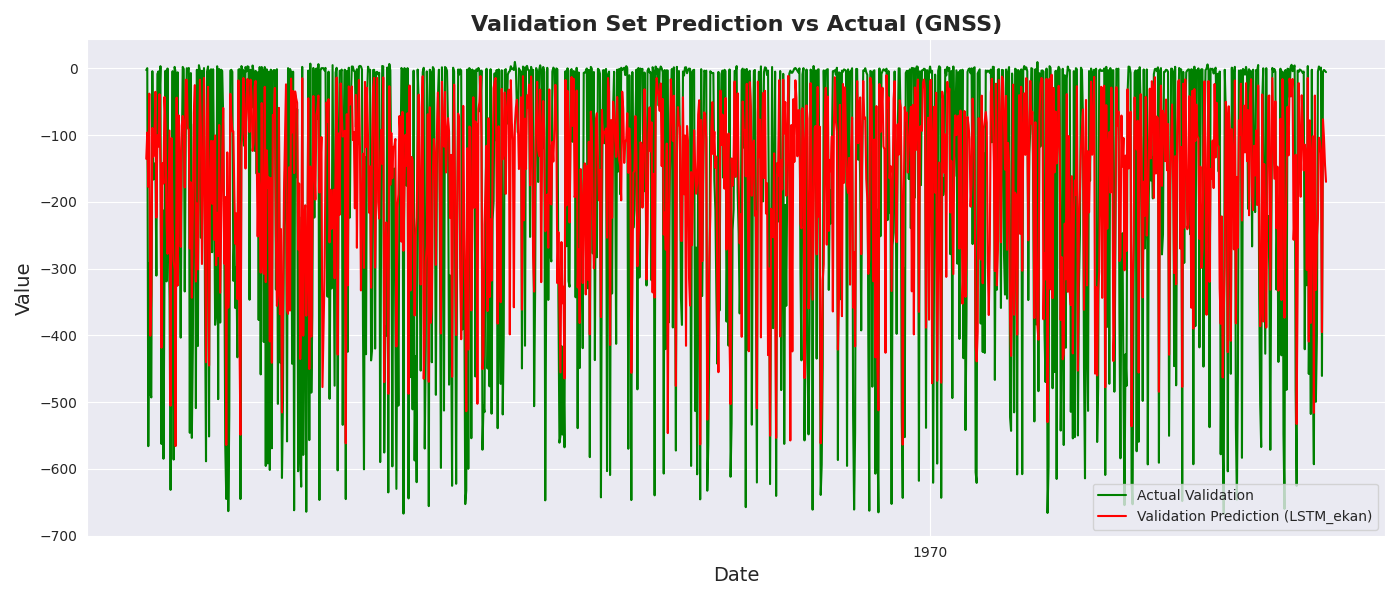 Validation Set Prediction vs Actual (GNSS)
0
−100
−200
−300
−400
−500
−600
−700
Value
1970
Date
Actual Validation
Validation Prediction (LSTM_ekan)